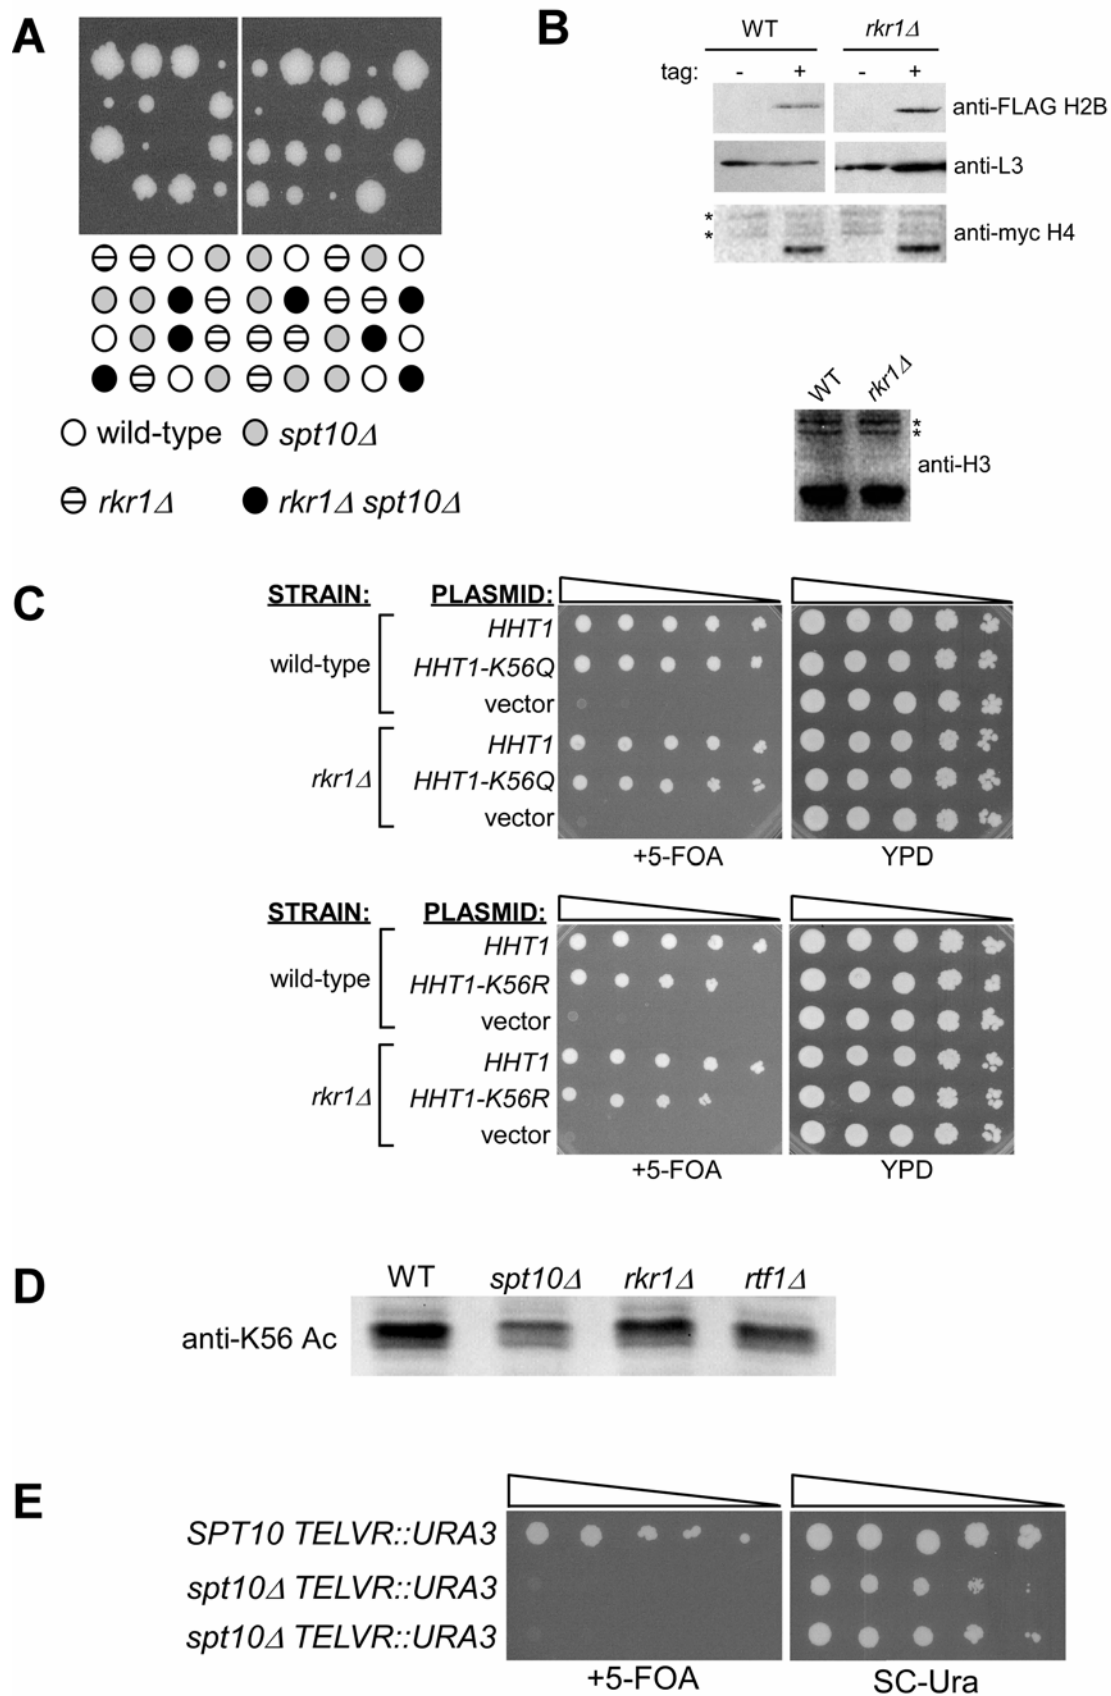 A
wild-type
spt10Δ
rkr1Δ
rkr1Δ spt10Δ
B
WT
rkr1Δ
tag: - + - +
anti-FLAG H2B
anti-L3
*
*
anti-myc H4
WT
rkr1Δ
*
*
anti-H3
C
STRAIN:
PLASMID:
wild-type
HHT1
HHT1-K56Q
vector
rkr1Δ
HHT1
HHT1-K56Q
vector
+5-FOA
YPD
STRAIN:
PLASMID:
wild-type
HHT1
HHT1-K56R
vector
rkr1Δ
HHT1
HHT1-K56R
vector
+5-FOA
YPD
D
WT
spt10Δ
rkr1Δ
rtf1Δ
anti-K56 Ac
E
SPT10 TELVR::URA3
spt10Δ TELVR::URA3
spt10Δ TELVR::URA3
+5-FOA
SC-Ura